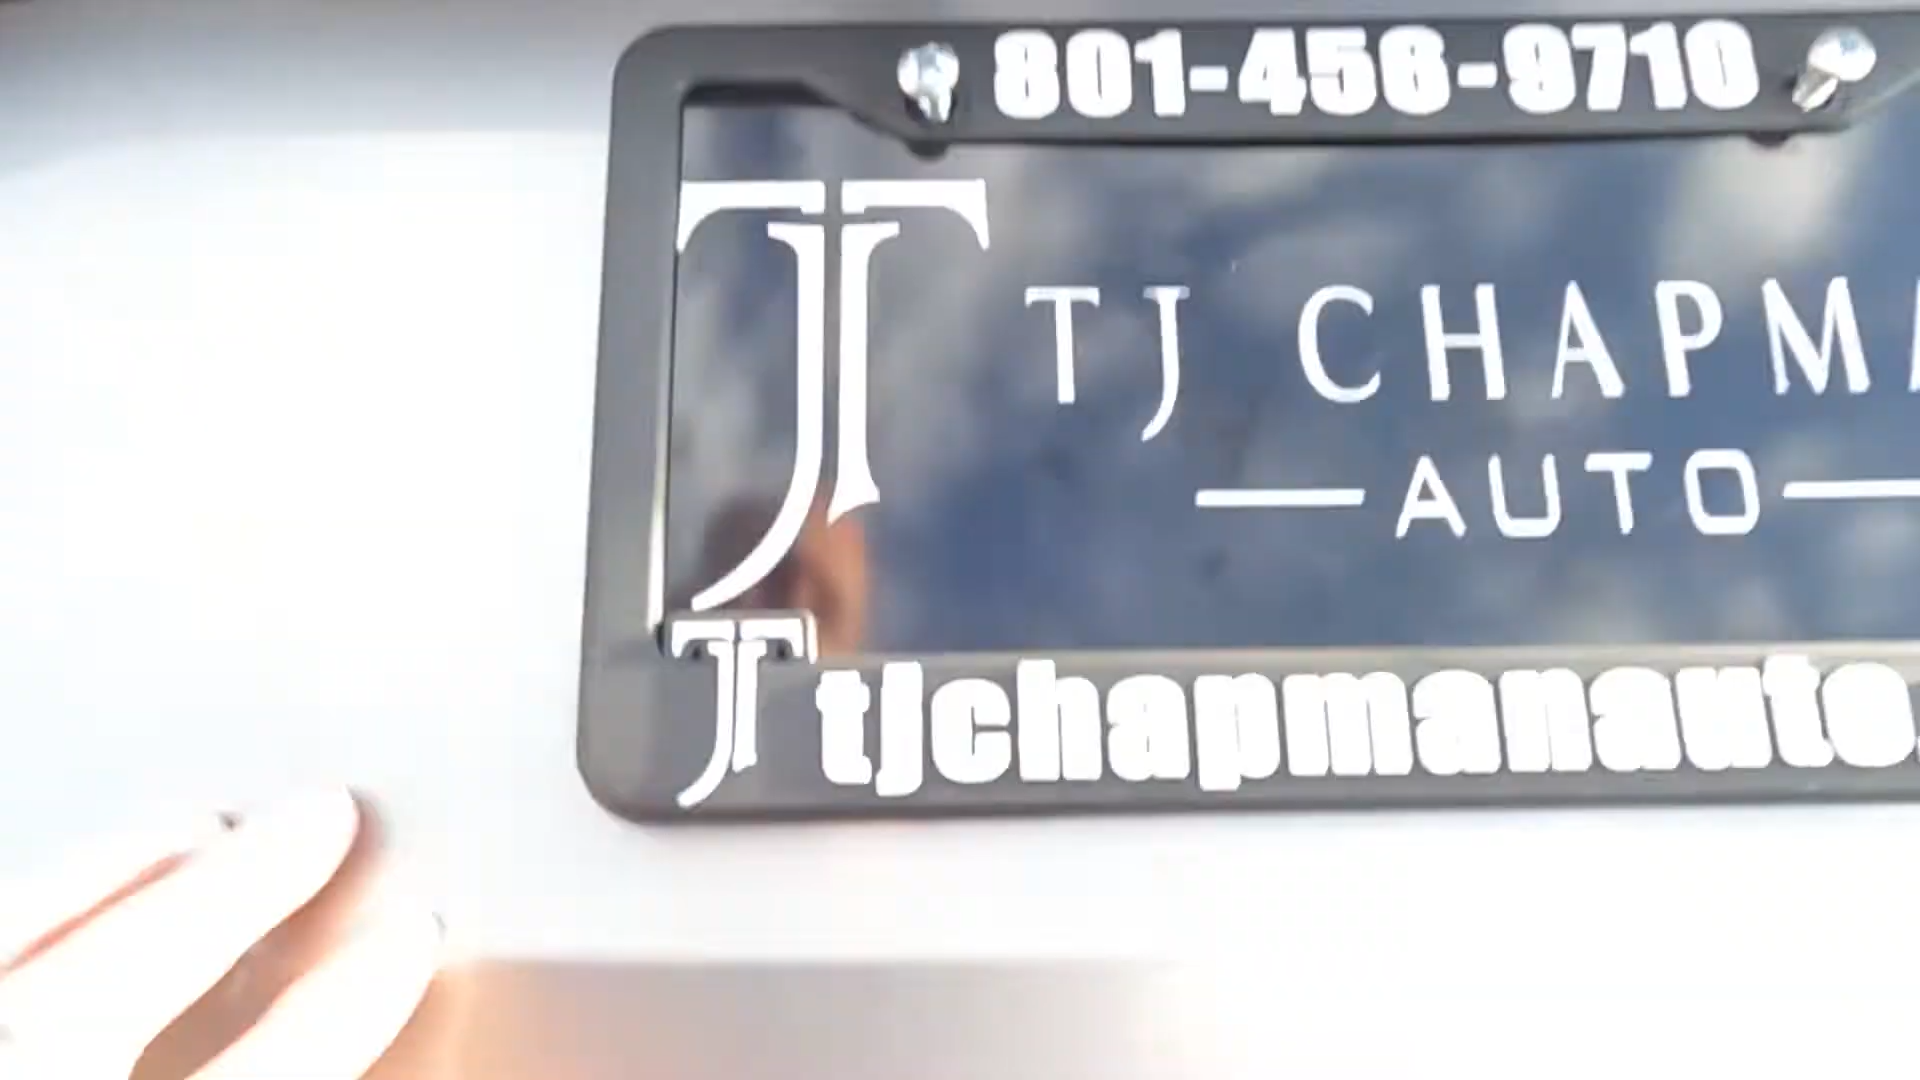 801-456-9710
TJ
TJ CHAPM
AUTO
TJ tjchapmanauto.